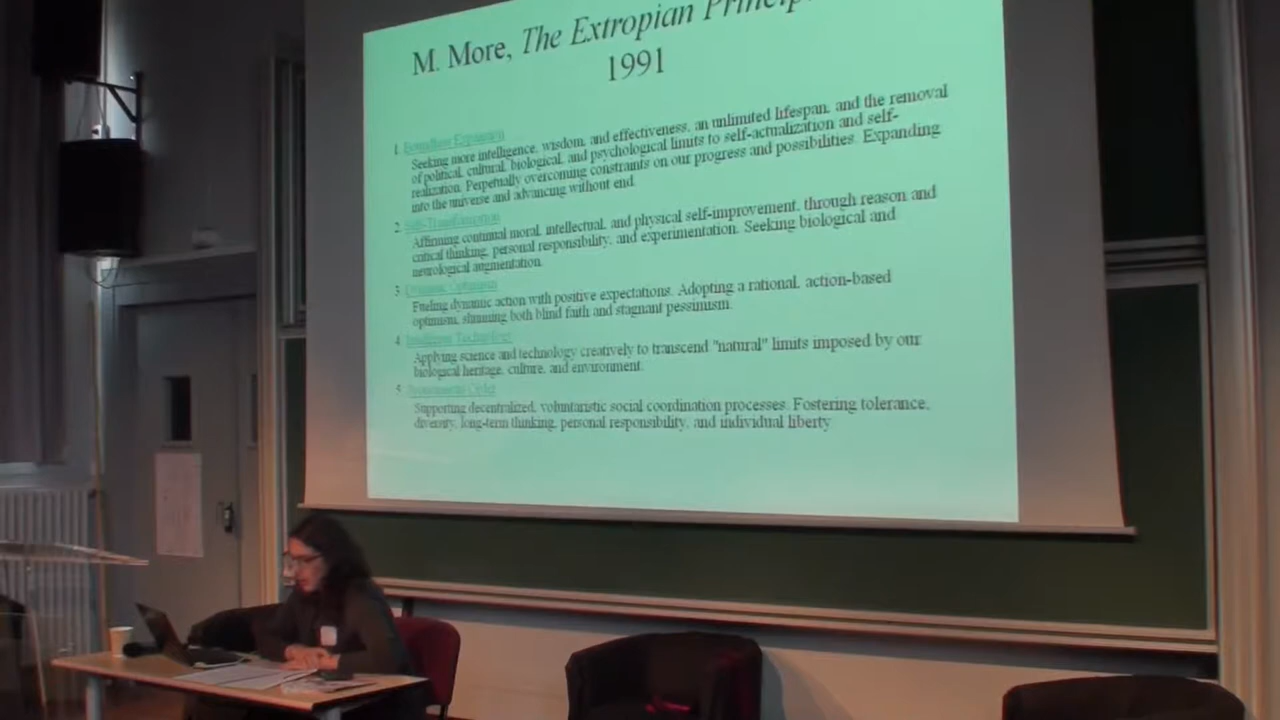 M. More, The Extropian Princip
1991
1. Boundless Expansion
Seeking more intelligence, wisdom, and effectiveness, an unlimited lifespan, and the removal
of political, cultural, biological, and psychological limits to self-actualization and self-
realization. Perpetually overcoming constraints on our progress and possibilities. Expanding
into the universe and advancing without end.
2. Self-Transformation
Affirming continual moral, intellectual, and physical self-improvement, through reason and
critical thinking, personal responsibility, and experimentation. Seeking biological and
neurological augmentation.
3. Dynamic Optimism
Fueling dynamic action with positive expectations. Adopting a rational, action-based
optimism, shunning both blind faith and stagnant pessimism.
4. Intelligent Technology
Applying science and technology creatively to transcend "natural" limits imposed by our
biological heritage, culture, and environment.
5. Spontaneous Order
Supporting decentralized, voluntaristic social coordination processes. Fostering tolerance,
diversity, long-term thinking, personal responsibility, and individual liberty